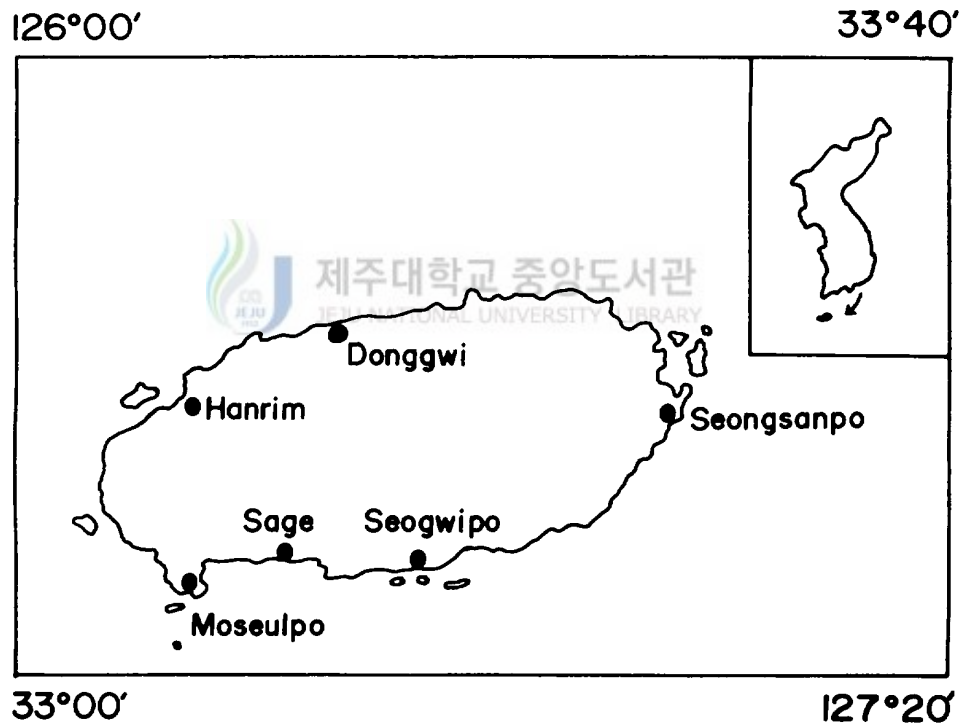 126°00′
33°40′
제주대학교 중앙도서관
JEJU NATIONAL UNIVERSITY LIBRARY
JEJU
Donggwi
Hanrim
Seongsanpo
Sage
Seogwipo
Moseulpo
33°00′
127°20′